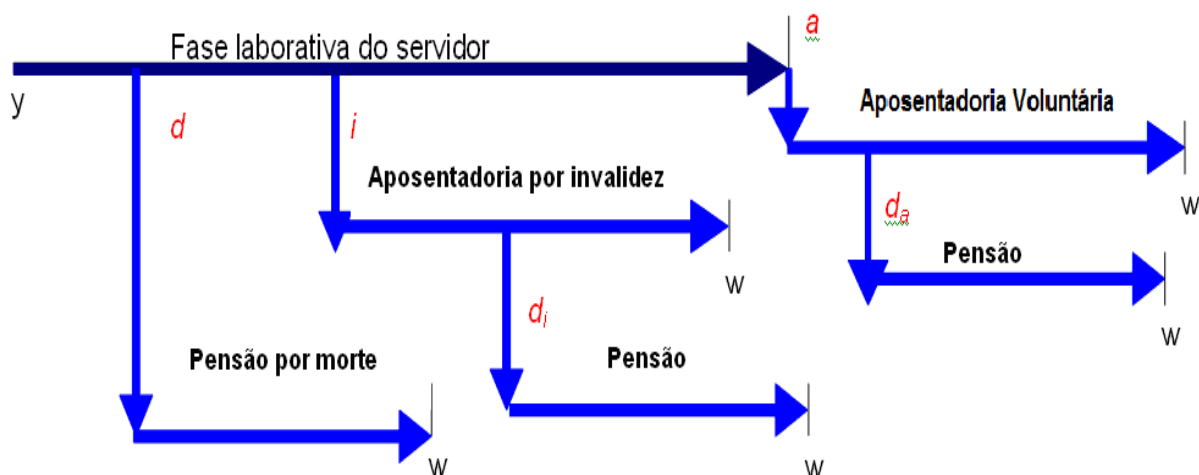 Fase laborativa do servidor
a
y
d
i
Aposentadoria Voluntária
Aposentadoria por invalidez
w
dₐ
Pensão
w
w
dᵢ
Pensão por morte
Pensão
w
w